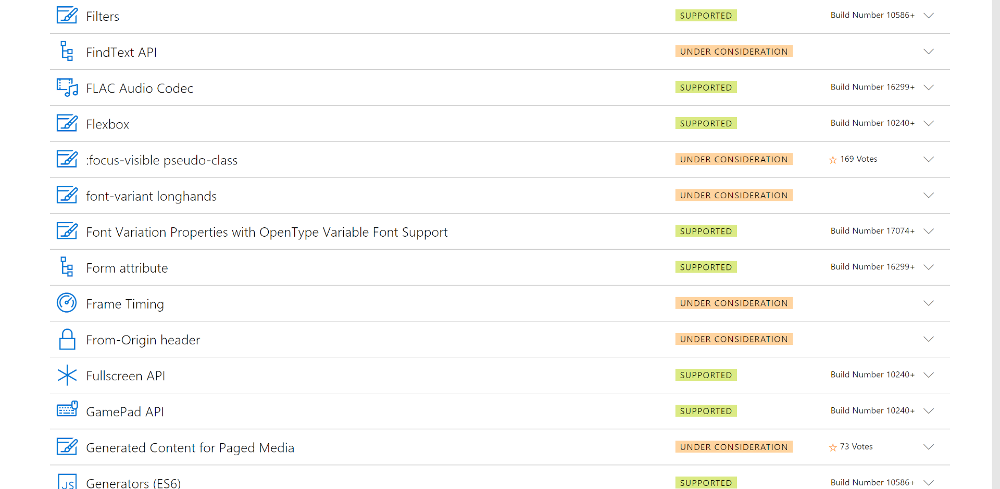 Filters SUPPORTED Build Number 10586+
FindText API UNDER CONSIDERATION
FLAC Audio Codec SUPPORTED Build Number 16299+
Flexbox SUPPORTED Build Number 10240+
:focus-visible pseudo-class UNDER CONSIDERATION 169 Votes
font-variant longhands UNDER CONSIDERATION
Font Variation Properties with OpenType Variable Font Support SUPPORTED Build Number 17074+
Form attribute SUPPORTED Build Number 16299+
Frame Timing UNDER CONSIDERATION
From-Origin header UNDER CONSIDERATION
Fullscreen API SUPPORTED Build Number 10240+
GamePad API SUPPORTED Build Number 10240+
Generated Content for Paged Media UNDER CONSIDERATION 73 Votes
JS Generators (ES6) SUPPORTED Build Number 10586+